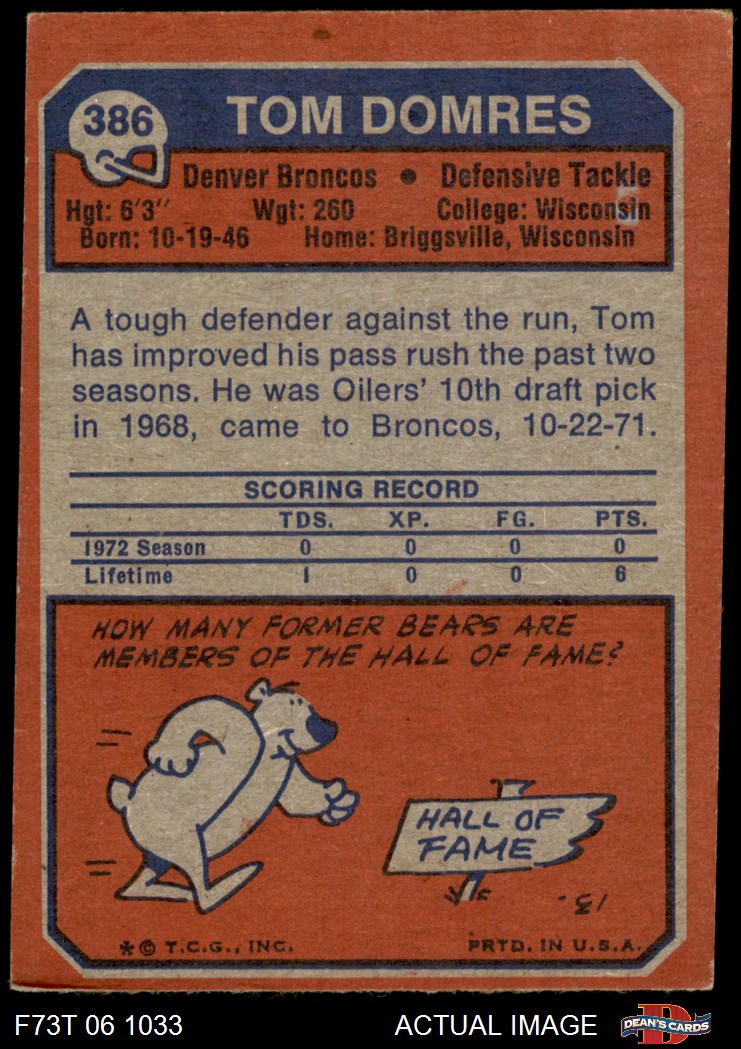 386
TOM DOMRES
Denver Broncos • Defensive Tackle
Hgt: 6'3" Wgt: 260 College: Wisconsin
Born: 10-19-46 Home: Briggsville, Wisconsin
A tough defender against the run, Tom
has improved his pass rush the past two
seasons. He was Oilers' 10th draft pick
in 1968, came to Broncos, 10-22-71.
SCORING RECORD
TDS. XP. FG. PTS.
1972 Season 0 0 0 0
Lifetime 1 0 0 6
HOW MANY FORMER BEARS ARE
MEMBERS OF THE HALL OF FAME?
HALL OF
FAME
13.
* © T.C.G., INC. PRTD. IN U.S.A.
F73T 06 1033 ACTUAL IMAGE
D
DEAN'S CARDS